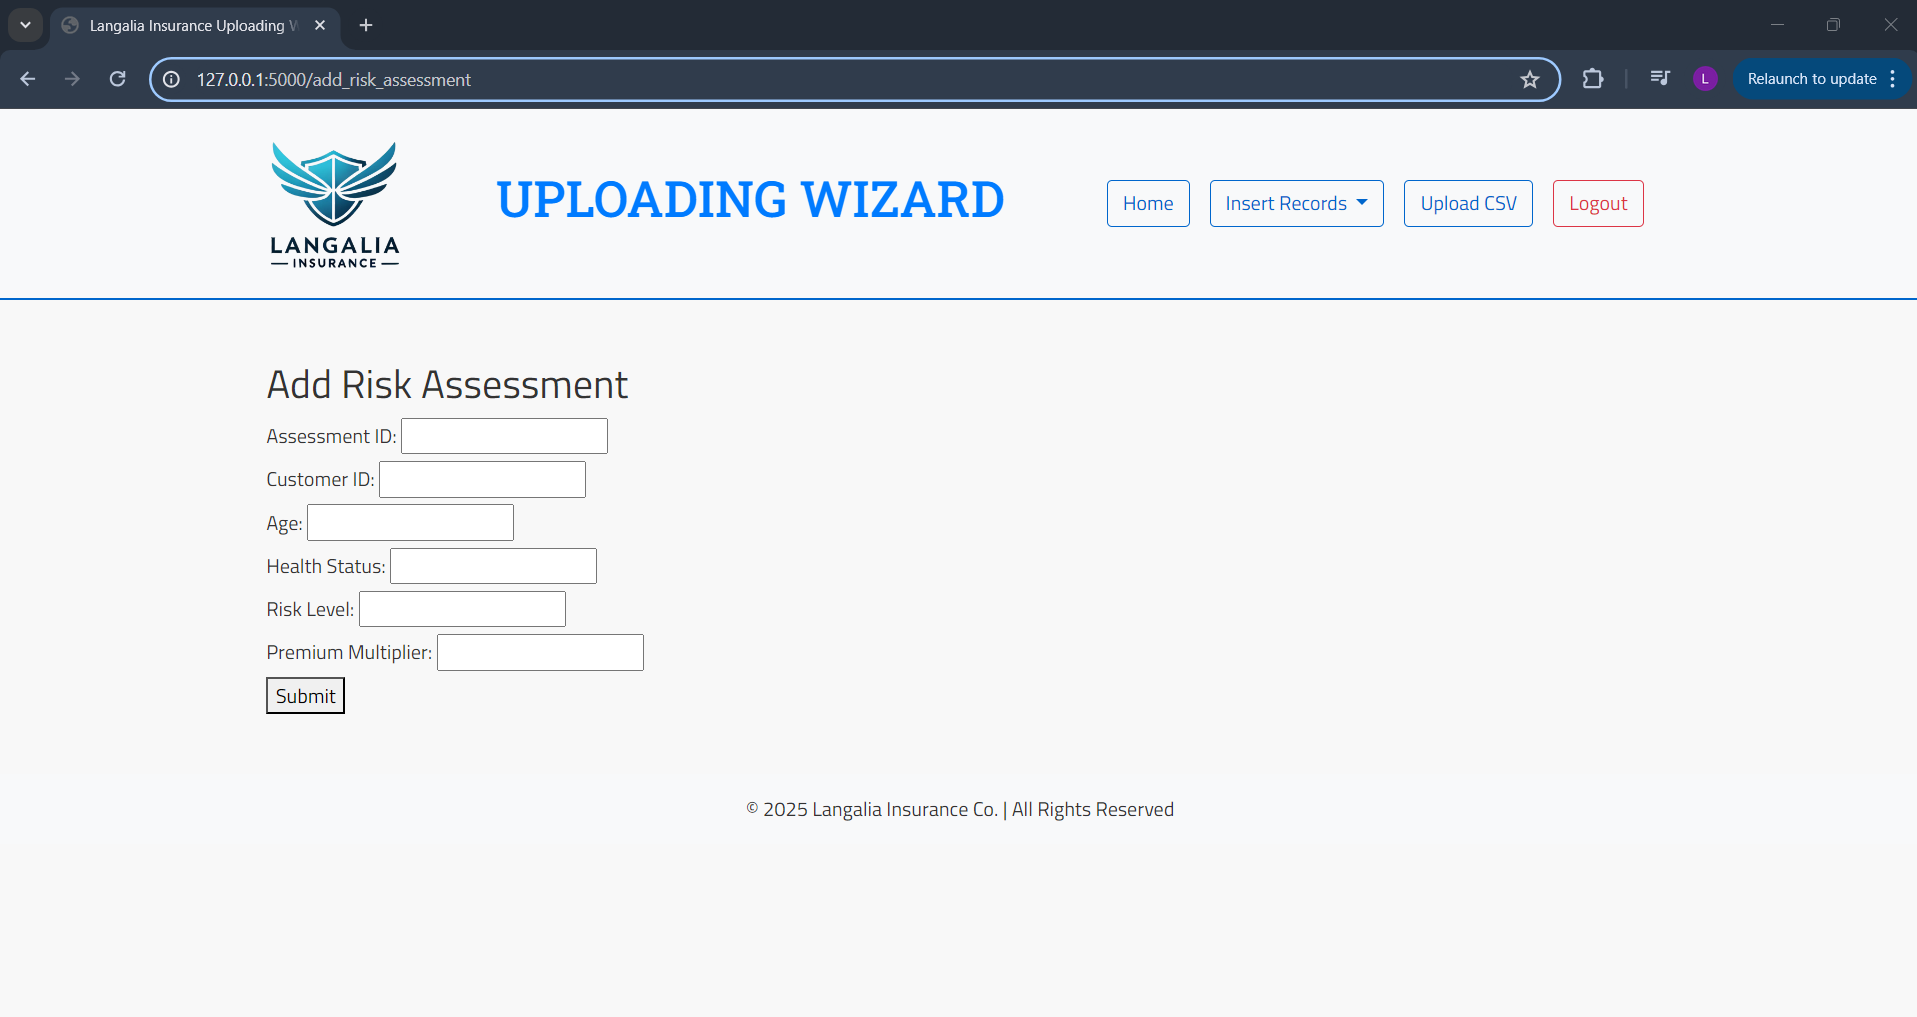 Langalia Insurance Uploading W
127.0.0.1:5000/add_risk_assessment
L
Relaunch to update
LANGALIA
INSURANCE
UPLOADING WIZARD
Home
Insert Records
Upload CSV
Logout
Add Risk Assessment
Assessment ID:
Customer ID:
Age:
Health Status:
Risk Level:
Premium Multiplier:
Submit
© 2025 Langalia Insurance Co. | All Rights Reserved